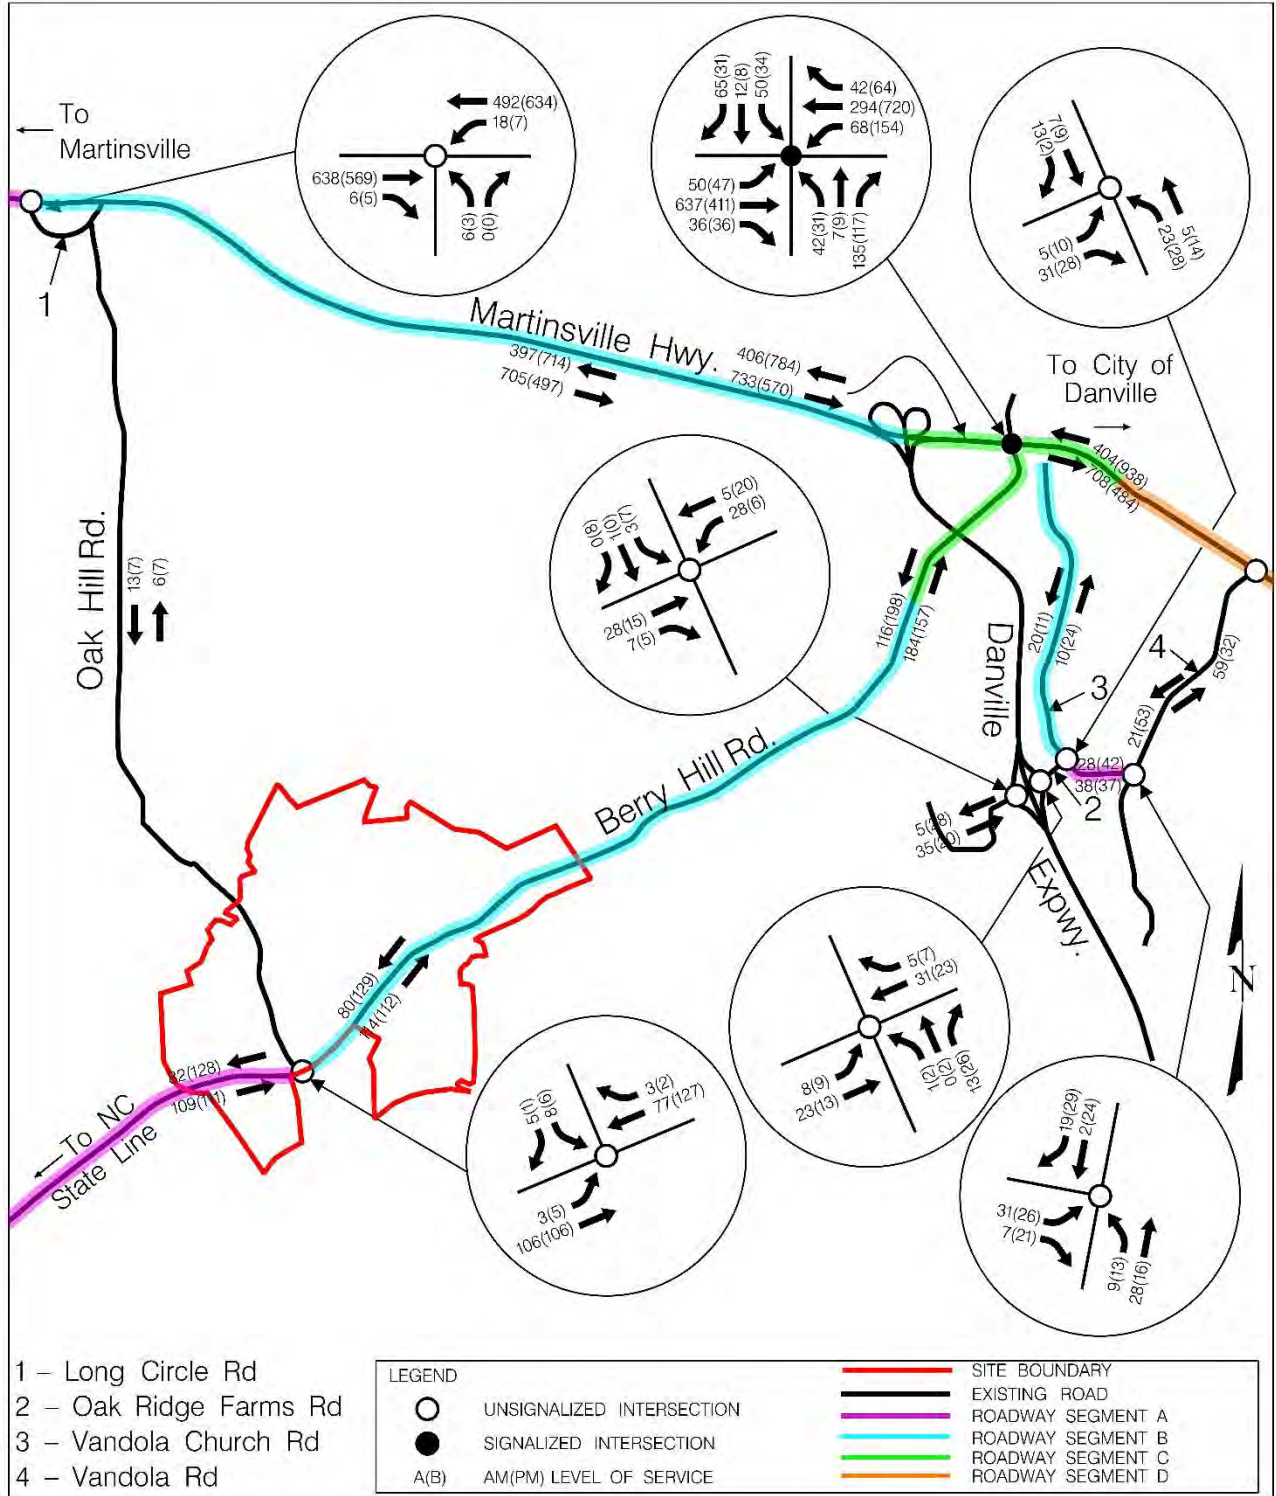 To
Martinsville
492(634)
18(7)
638(569)
6(5)
6(3)
0(0)
65(31)
12(8)
50(34)
42(64)
294(720)
68(154)
50(47)
637(411)
36(36)
42(31)
7(9)
135(117)
7(9)
13(2)
5(10)
31(28)
5(14)
23(28)
1
Martinsville Hwy.
397(714)
705(497)
406(784)
733(570)
To City of
Danville
404(938)
708(484)
Oak Hill Rd.
13(7)
6(7)
0(8)
1(0)
3(7)
5(20)
28(6)
28(15)
7(5)
116(198)
184(157)
Danville
Expwy.
20(11)
10(24)
3
4
59(32)
21(53)
28(42)
38(37)
2
5(28)
35(20)
Berry Hill Rd.
80(129)
114(112)
82(128)
109(111)
To NC
State Line
5(1)
8(6)
3(2)
77(127)
3(5)
106(106)
5(7)
31(23)
8(9)
23(13)
1(2)
0(2)
13(26)
19(29)
2(24)
31(26)
7(21)
9(13)
28(16)
N
1 – Long Circle Rd
2 – Oak Ridge Farms Rd
3 – Vandola Church Rd
4 – Vandola Rd
LEGEND
UNSIGNALIZED INTERSECTION
SIGNALIZED INTERSECTION
A(B) AM(PM) LEVEL OF SERVICE
SITE BOUNDARY
EXISTING ROAD
ROADWAY SEGMENT A
ROADWAY SEGMENT B
ROADWAY SEGMENT C
ROADWAY SEGMENT D